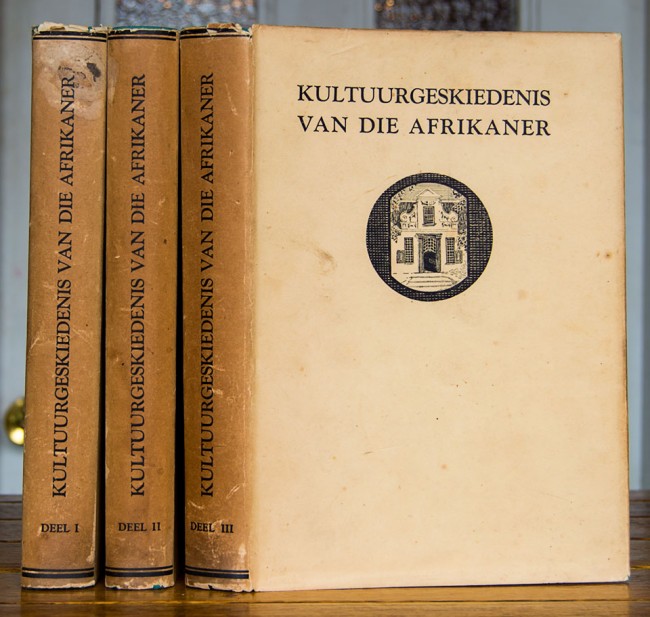 KULTUURGESKIEDENIS VAN DIE AFRIKANER
DEEL I
KULTUURGESKIEDENIS VAN DIE AFRIKANER
DEEL II
KULTUURGESKIEDENIS VAN DIE AFRIKANER
DEEL III
KULTUURGESKIEDENIS
VAN DIE AFRIKANER